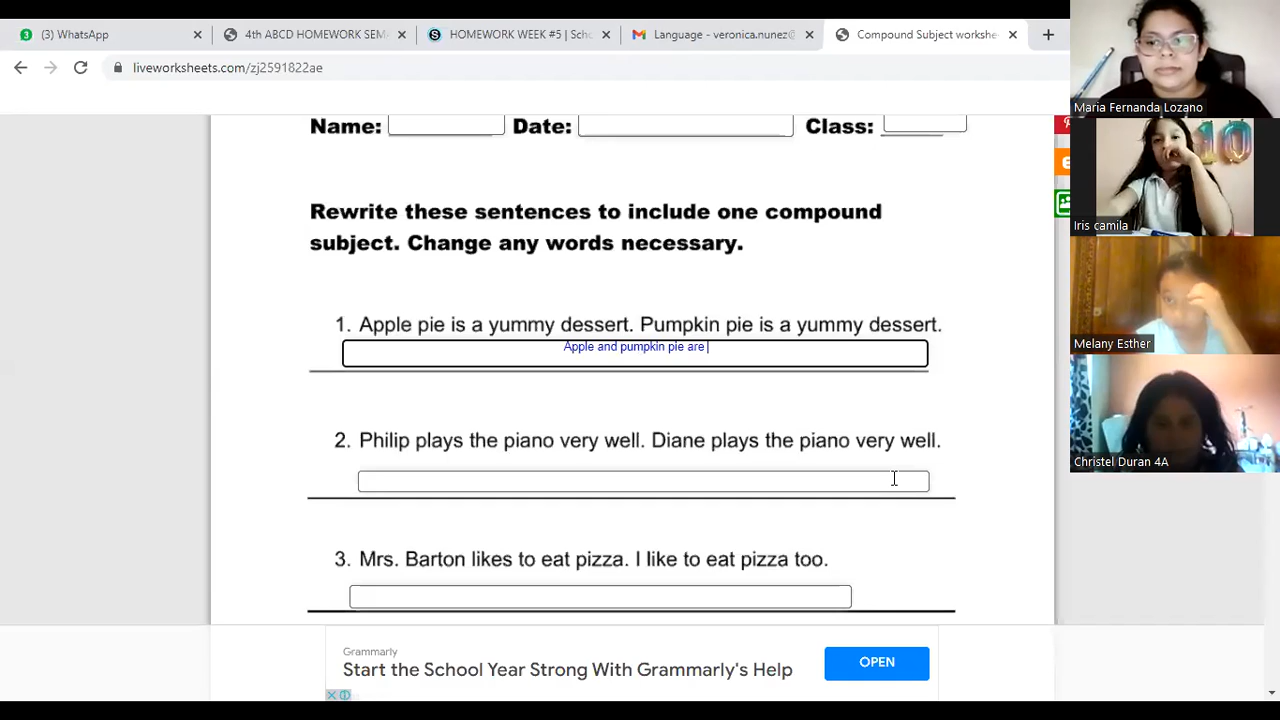 (3) WhatsApp
4th ABCD HOMEWORK SEM
HOMEWORK WEEK #5 | Scho
Language - veronica.nunez@
Compound Subject workshe
liveworksheets.com/zj2591822ae
Name: Date: Class:
Rewrite these sentences to include one compound
subject. Change any words necessary.
1. Apple pie is a yummy dessert. Pumpkin pie is a yummy dessert.
Apple and pumpkin pie are
2. Philip plays the piano very well. Diane plays the piano very well.
3. Mrs. Barton likes to eat pizza. I like to eat pizza too.
Grammarly
Start the School Year Strong With Grammarly's Help
OPEN
Maria Fernanda Lozano
10
Iris camila
Melany Esther
Christel Duran 4A